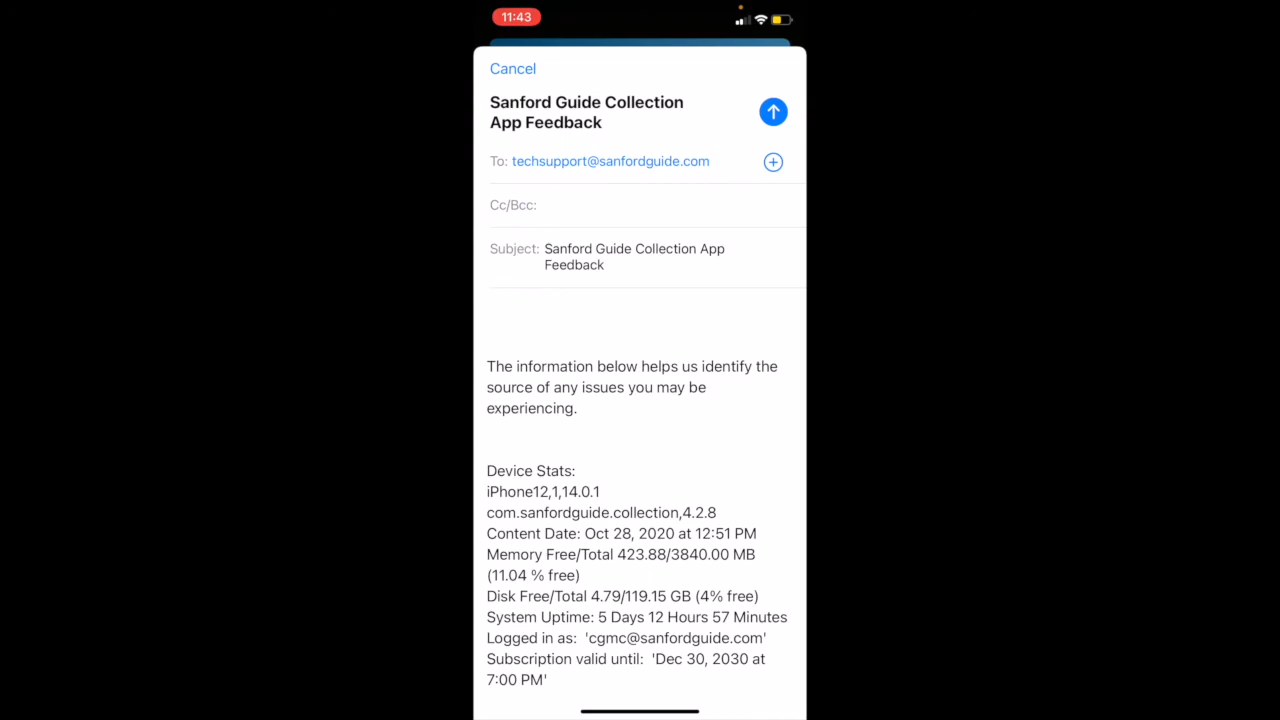 11:43
Cancel
Sanford Guide Collection
App Feedback
To: techsupport@sanfordguide.com
Cc/Bcc:
Subject: Sanford Guide Collection App
Feedback
The information below helps us identify the
source of any issues you may be
experiencing.
Device Stats:
iPhone12,1,14.0.1
com.sanfordguide.collection,4.2.8
Content Date: Oct 28, 2020 at 12:51 PM
Memory Free/Total 423.88/3840.00 MB
(11.04 % free)
Disk Free/Total 4.79/119.15 GB (4% free)
System Uptime: 5 Days 12 Hours 57 Minutes
Logged in as:  'cgmc@sanfordguide.com'
Subscription valid until:  'Dec 30, 2030 at
7:00 PM'